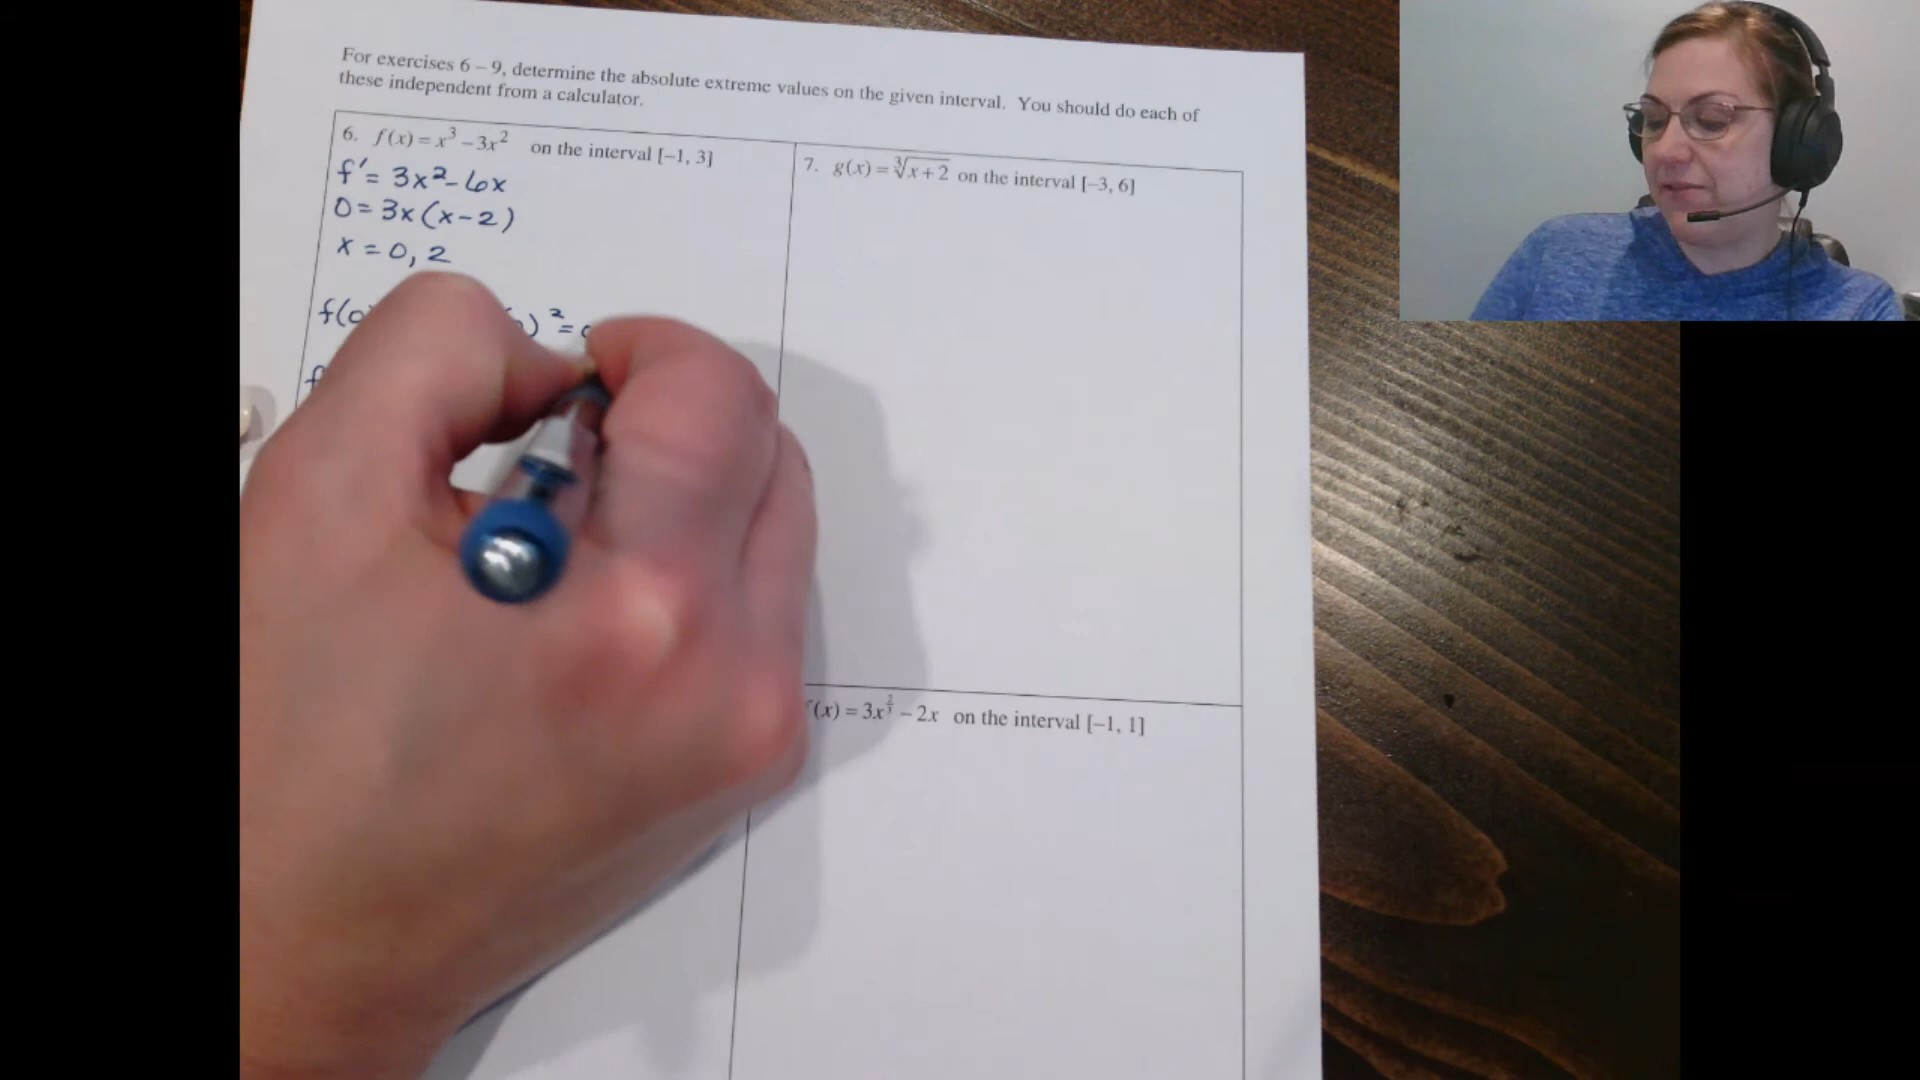 For exercises 6 – 9, determine the absolute extreme values on the given interval. You should do each of
these independent from a calculator.
6. f(x) = x³ – 3x² on the interval [–1, 3]
f' = 3x² - 6x
0 = 3x(x-2)
x = 0, 2
f(0
)² =
f
7. g(x) = ∛(x + 2) on the interval [–3, 6]
(x) = 3x^(2/3) – 2x on the interval [–1, 1]